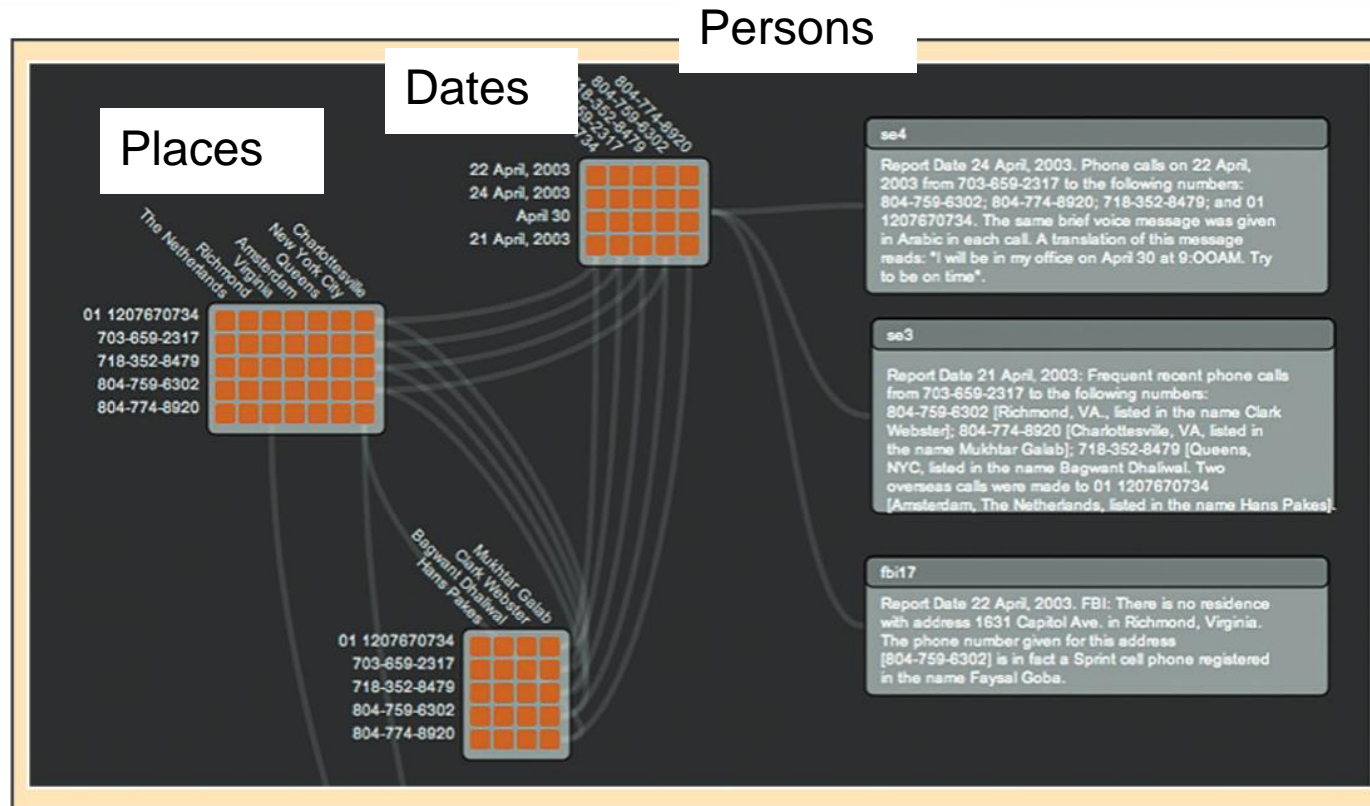 Persons
Dates
Places
718-352-8479
804-759-6302
804-774-8920
22 April, 2003
24 April, 2003
April 30
21 April, 2003
The Netherlands
Richmond
Virginia
Amsterdam
Queens
New York City
Charlottesville
01 1207670734
703-659-2317
718-352-8479
804-759-6302
804-774-8920
Hans Pakes
Bagwant Dhaliwal
Clark Webster
Mukhtar Galab
01 1207670734
703-659-2317
718-352-8479
804-759-6302
804-774-8920
se4
Report Date 24 April, 2003. Phone calls on 22 April,
2003 from 703-659-2317 to the following numbers:
804-759-6302; 804-774-8920; 718-352-8479; and 01
1207670734. The same brief voice message was given
in Arabic in each call. A translation of this message
reads: "I will be in my office on April 30 at 9:OOAM. Try
to be on time".
se3
Report Date 21 April, 2003: Frequent recent phone calls
from 703-659-2317 to the following numbers:
804-759-6302 [Richmond, VA., listed in the name Clark
Webster]; 804-774-8920 [Charlottesville, VA, listed in
the name Mukhtar Galab]; 718-352-8479 [Queens,
NYC, listed in the name Bagwant Dhaliwal. Two
overseas calls were made to 01 1207670734
[Amsterdam, The Netherlands, listed in the name Hans Pakes].
fbi17
Report Date 22 April, 2003. FBI: There is no residence
with address 1631 Capitol Ave. in Richmond, Virginia.
The phone number given for this address
[804-759-6302] is in fact a Sprint cell phone registered
in the name Faysal Goba.